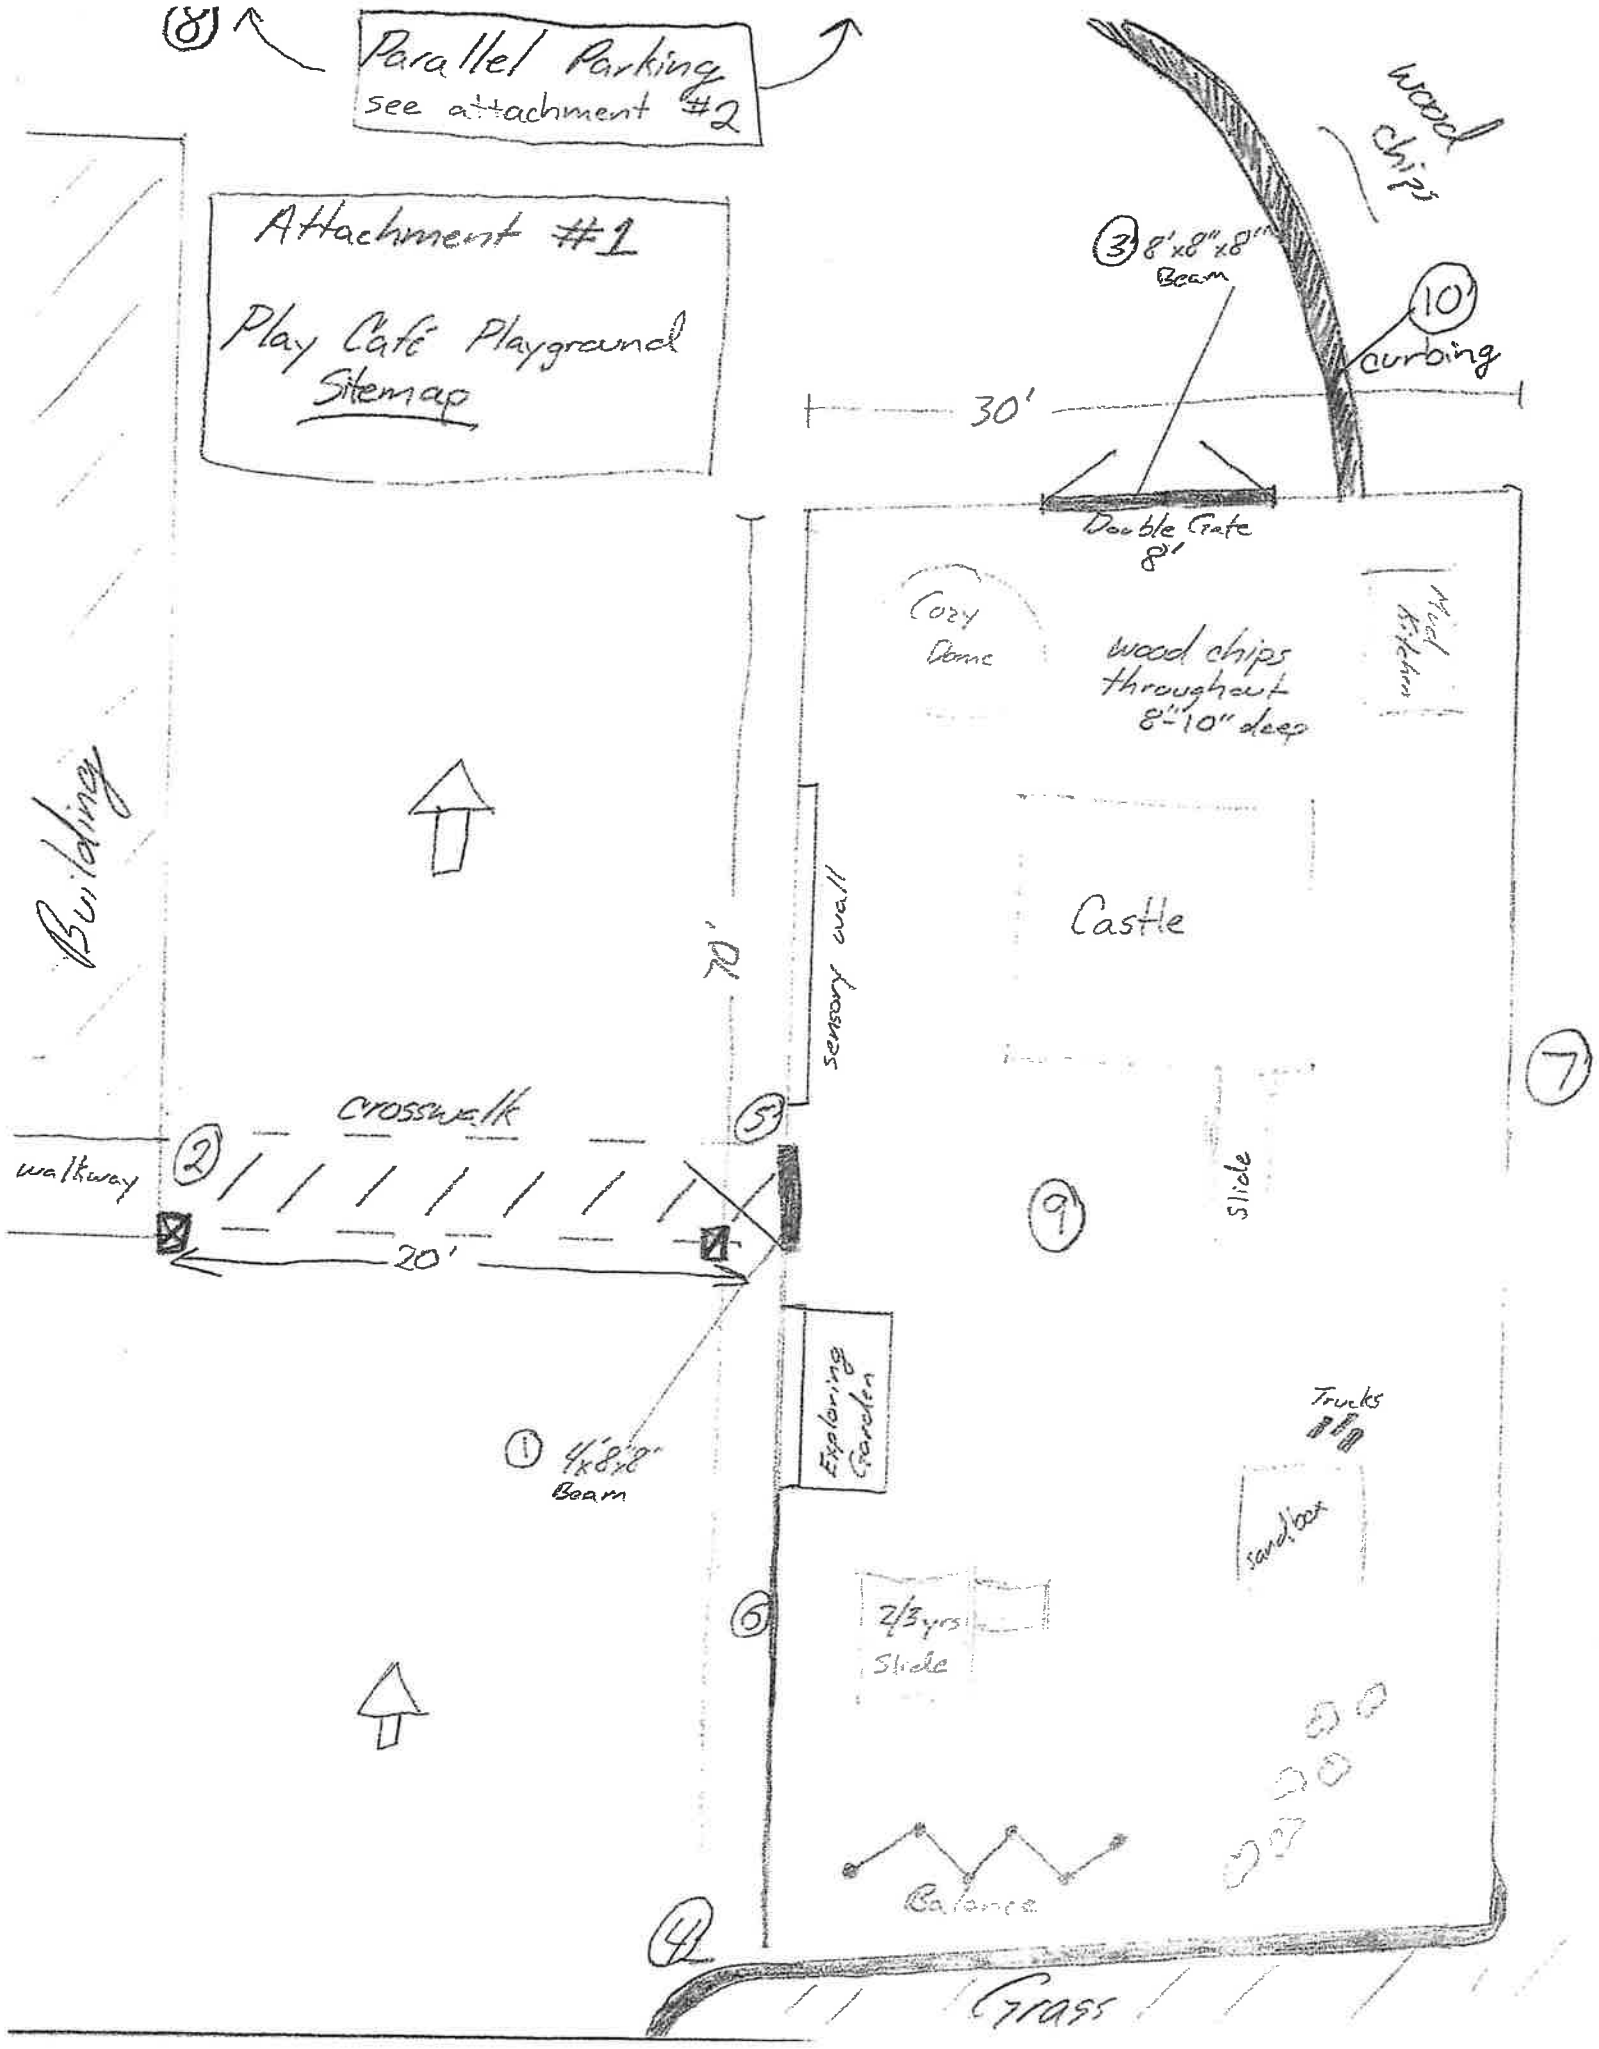 8
Parallel Parking
see attachment #2
wood
chips
Attachment #1
Play Café Playground
Sitemap
3 8'x8"x8"
Beam
10
curbing
30'
Double Gate
8'
Cozy
Dome
wood chips
throughout
8"-10" deep
Mud
Kitchen
Building
70'
sensory wall
Castle
7
crosswalk
5
2
walkway
20'
9
Slide
Exploring
Garden
1 4'x8"x8"
Beam
Trucks
sandbox
6
2/3yrs
Slide
Balance
4
Grass